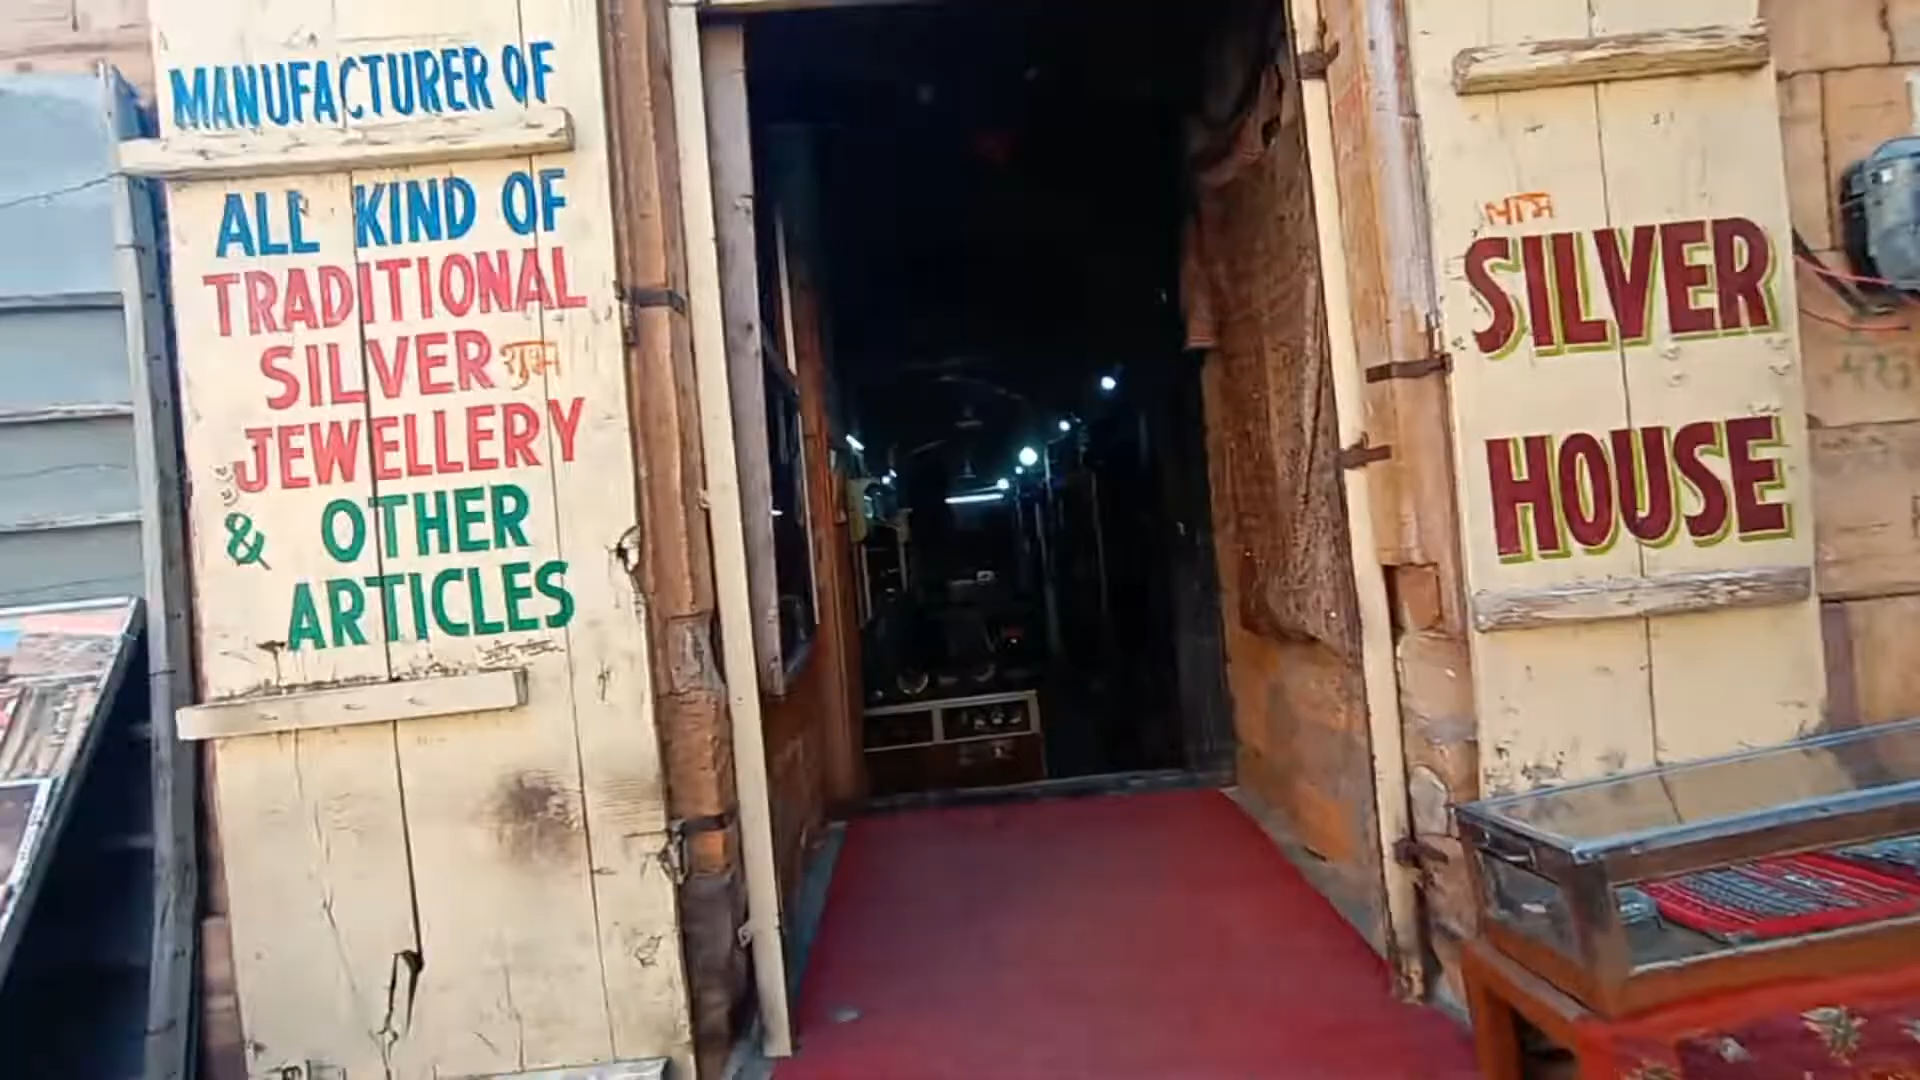 MANUFACTURER OF
ALL KIND OF
TRADITIONAL
SILVER शुभ
JEWELLERY
& OTHER
ARTICLES
लाभ
SILVER
HOUSE